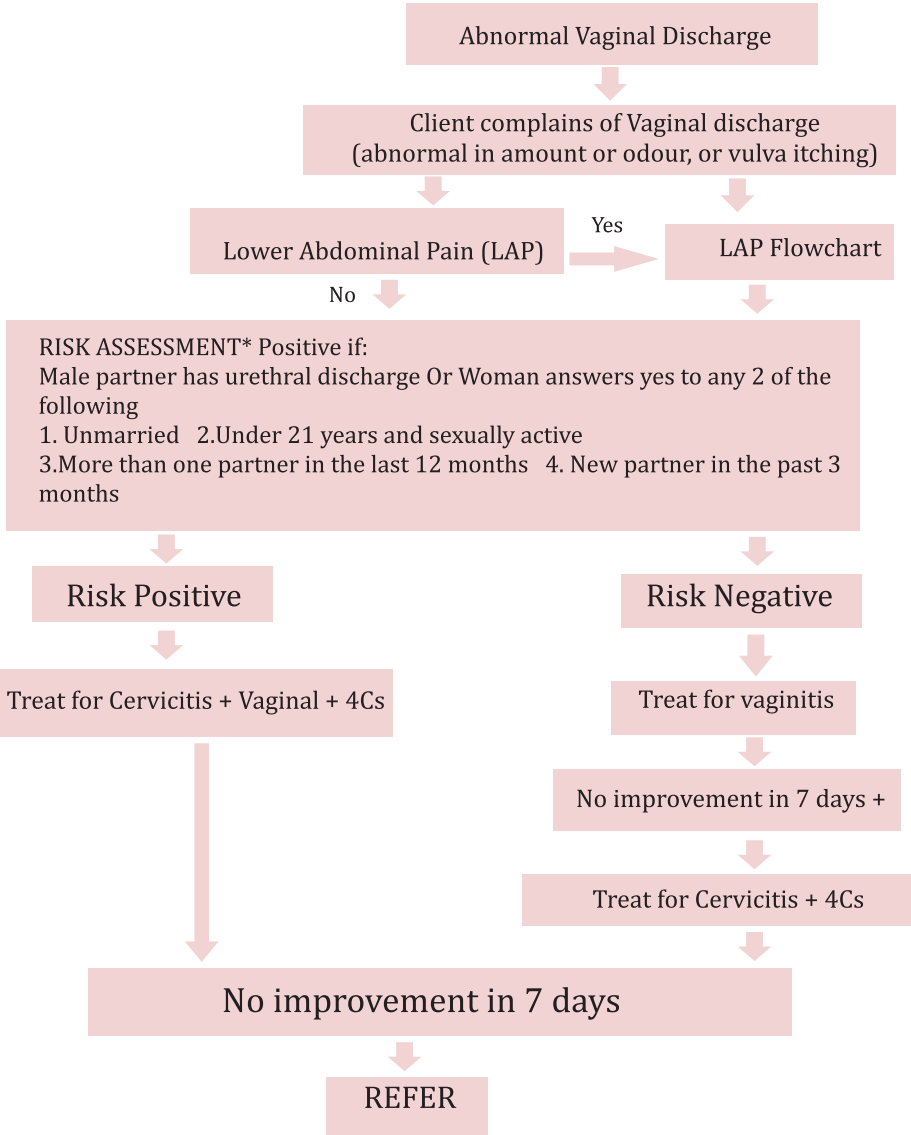 Abnormal Vaginal Discharge
Client complains of Vaginal discharge
(abnormal in amount or odour, or vulva itching)
Lower Abdominal Pain (LAP)
Yes
LAP Flowchart
No
RISK ASSESSMENT* Positive if:
Male partner has urethral discharge Or Woman answers yes to any 2 of the
following
1. Unmarried 2.Under 21 years and sexually active
3.More than one partner in the last 12 months 4. New partner in the past 3
months
Risk Positive
Risk Negative
Treat for Cervicitis + Vaginal + 4Cs
Treat for vaginitis
No improvement in 7 days +
Treat for Cervicitis + 4Cs
No improvement in 7 days
REFER